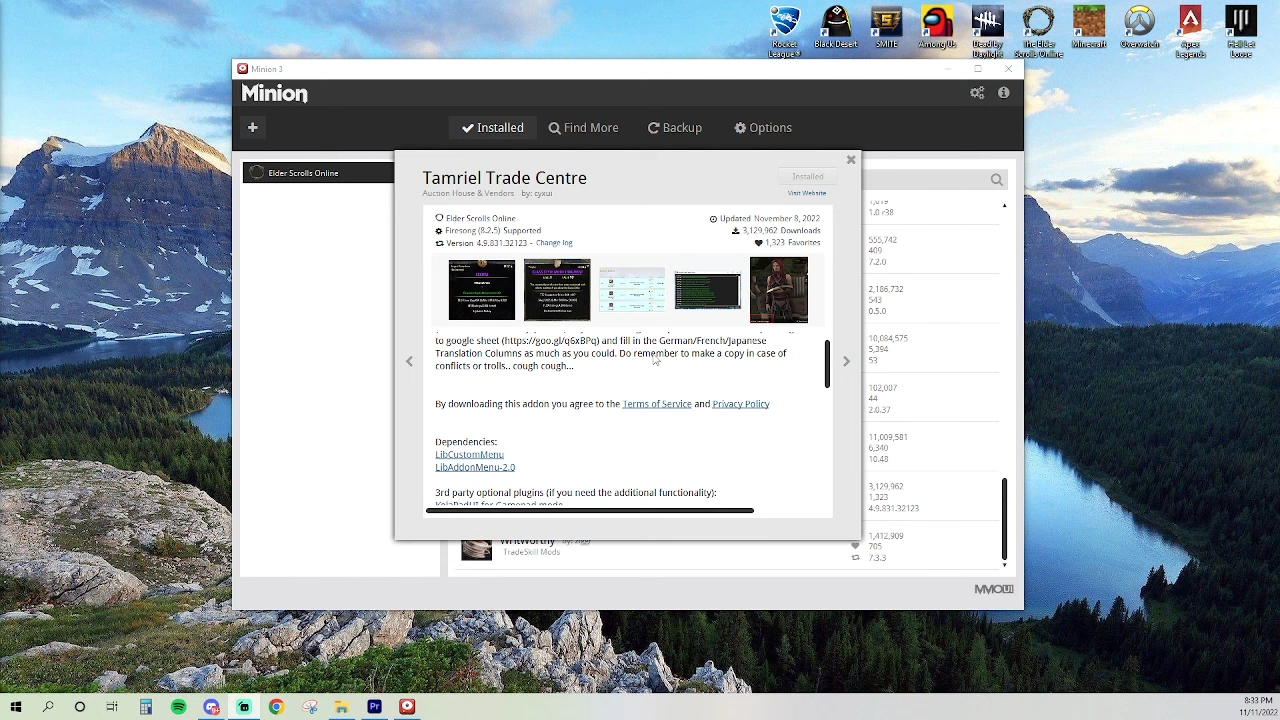 Rocket League®
Black Desert
SMITE
Among Us
Dead by Daylight
The Elder Scrolls Online
Minecraft
Overwatch
Apex Legends
Hell Let Loose
Minion 3
Minion
Installed
Find More
Backup
Options
Elder Scrolls Online
Tamriel Trade Centre
Installed
Auction House & Vendors by: cyxui
Visit Website
Elder Scrolls Online
Updated November 8, 2022
Firesong (8.2.5) Supported
3,129,962 Downloads
Version 4.9.831.32123 - Change log
1,323 Favorites
to google sheet (https://goo.gl/q6xBPq) and fill in the German/French/Japanese
Translation Columns as much as you could. Do remember to make a copy in case of
conflicts or trolls.. cough cough...
By downloading this addon you agree to the Terms of Service and Privacy Policy
Dependencies:
LibCustomMenu
LibAddonMenu-2.0
3rd party optional plugins (if you need the additional functionality):
1.0 r38
555,742
409
7.2.0
2,186,732
543
0.5.0
10,084,575
5,394
53
102,007
44
2.0.37
11,009,581
6,340
10.48
3,129,962
1,323
4.9.831.32123
WritWorthy
TradeSkill Mods
1,412,909
705
7.3.3
MMOUI
Pr
8:33 PM
11/11/2022